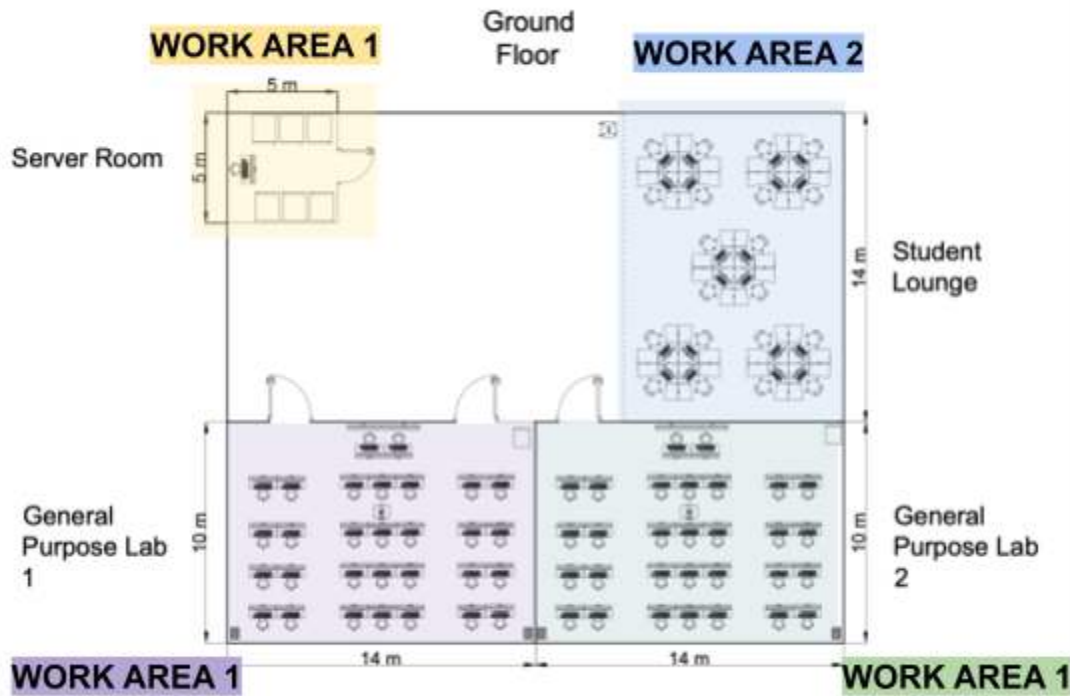 Ground
Floor
WORK AREA 1
WORK AREA 2
5 m
Server Room
5 m
14 m
Student
Lounge
General
Purpose Lab
1
10 m
10 m
General
Purpose Lab
2
14 m
14 m
WORK AREA 1
WORK AREA 1